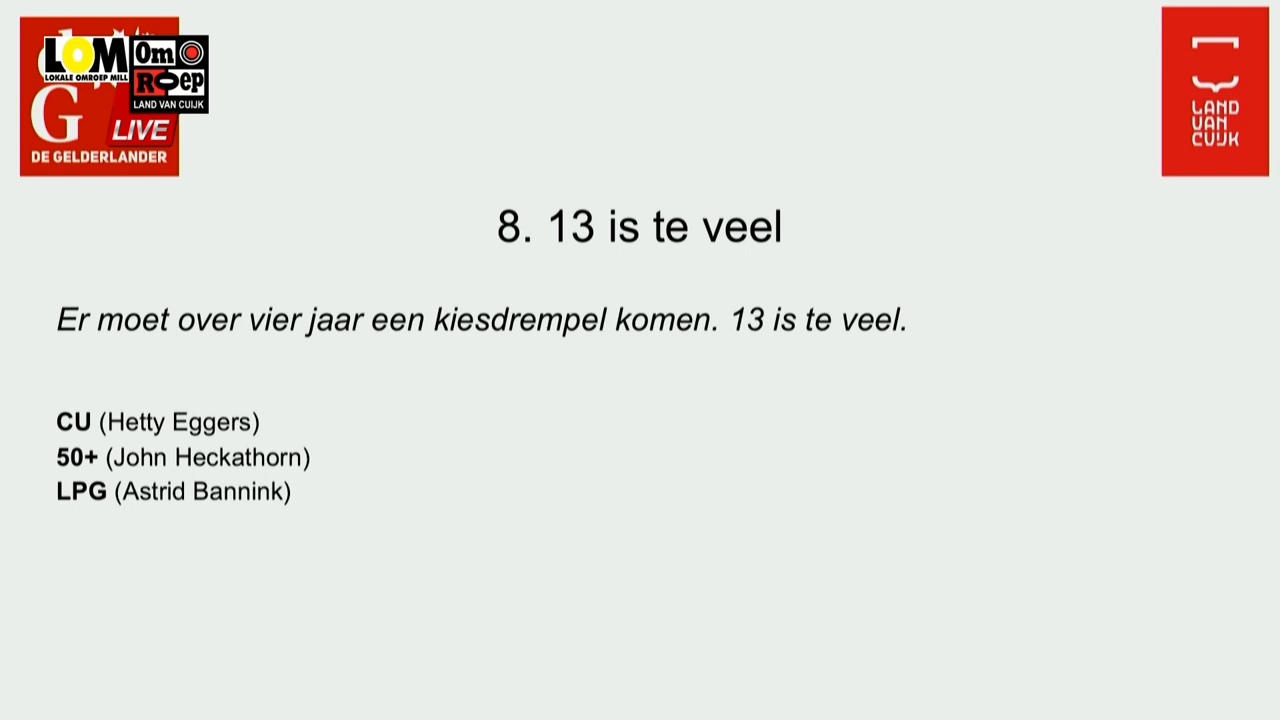 LOM
LOKALE OMROEP MILL
Om
Roep
LAND VAN CUIJK
G
LIVE
DE GELDERLANDER
LAND
VAN
CUIJK
8. 13 is te veel
Er moet over vier jaar een kiesdrempel komen. 13 is te veel.
CU (Hetty Eggers)
50+ (John Heckathorn)
LPG (Astrid Bannink)